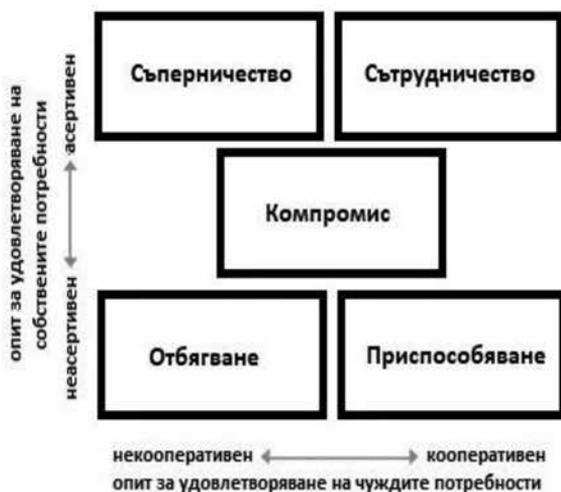 Съперничество
Сътрудничество
Компромис
Отбягване
Приспособяване
опит за удовлетворяване на
собствените потребности
асертивен
неасертивен
некооперативен
кооперативен
опит за удовлетворяване на чуждите потребности